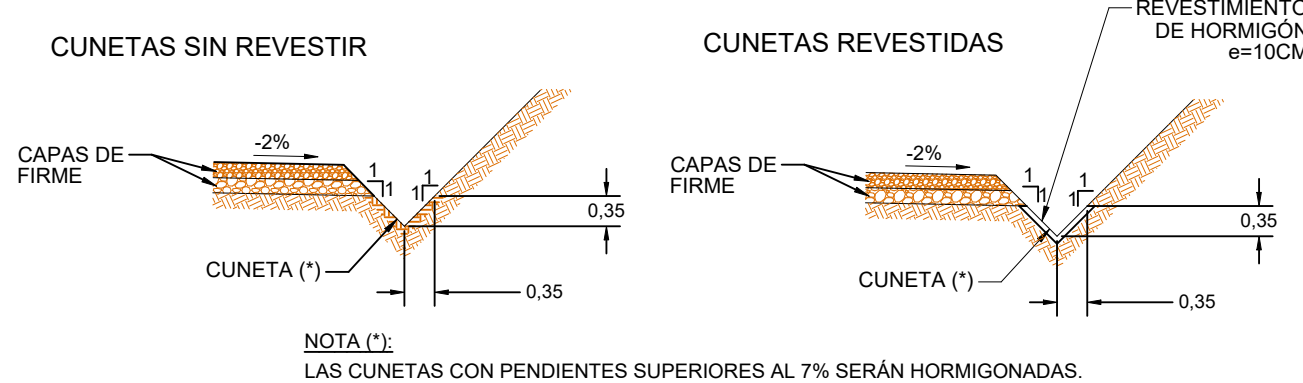 CUNETAS SIN REVESTIR
CAPAS DE
FIRME
-2%
1
1
1
1
0,35
CUNETA (*)
0,35
CUNETAS REVESTIDAS
REVESTIMIENTO
DE HORMIGÓN
e=10CM
CAPAS DE
FIRME
-2%
1
1
1
1
0,35
CUNETA (*)
0,35
NOTA (*):
LAS CUNETAS CON PENDIENTES SUPERIORES AL 7% SERÁN HORMIGONADAS.